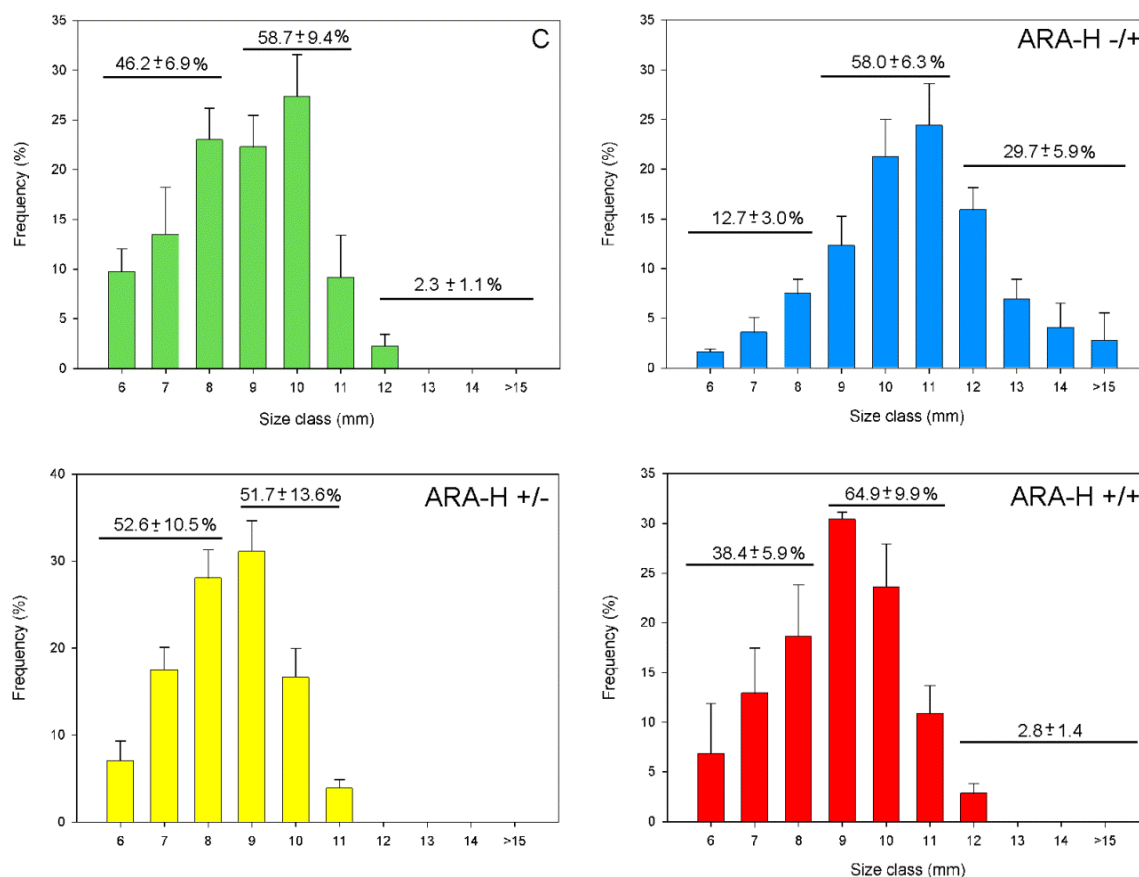 C
46.2±6.9%
58.7±9.4%
2.3 ±1.1%
Frequency (%)
35
30
25
20
15
10
5
0
6 7 8 9 10 11 12 13 14 >15
Size class (mm)
ARA-H -/+
58.0±6.3%
29.7±5.9%
12.7±3.0%
Frequency (%)
35
30
25
20
15
10
5
0
6 7 8 9 10 11 12 13 14 >15
Size class (mm)
ARA-H +/-
51.7±13.6%
52.6±10.5%
Frequency (%)
40
30
20
10
0
6 7 8 9 10 11 12 13 14 >15
ARA-H +/+
64.9±9.9%
38.4±5.9%
2.8±1.4
Frequency (%)
35
30
25
20
15
10
5
0
6 7 8 9 10 11 12 13 14 >15
Size class (mm)